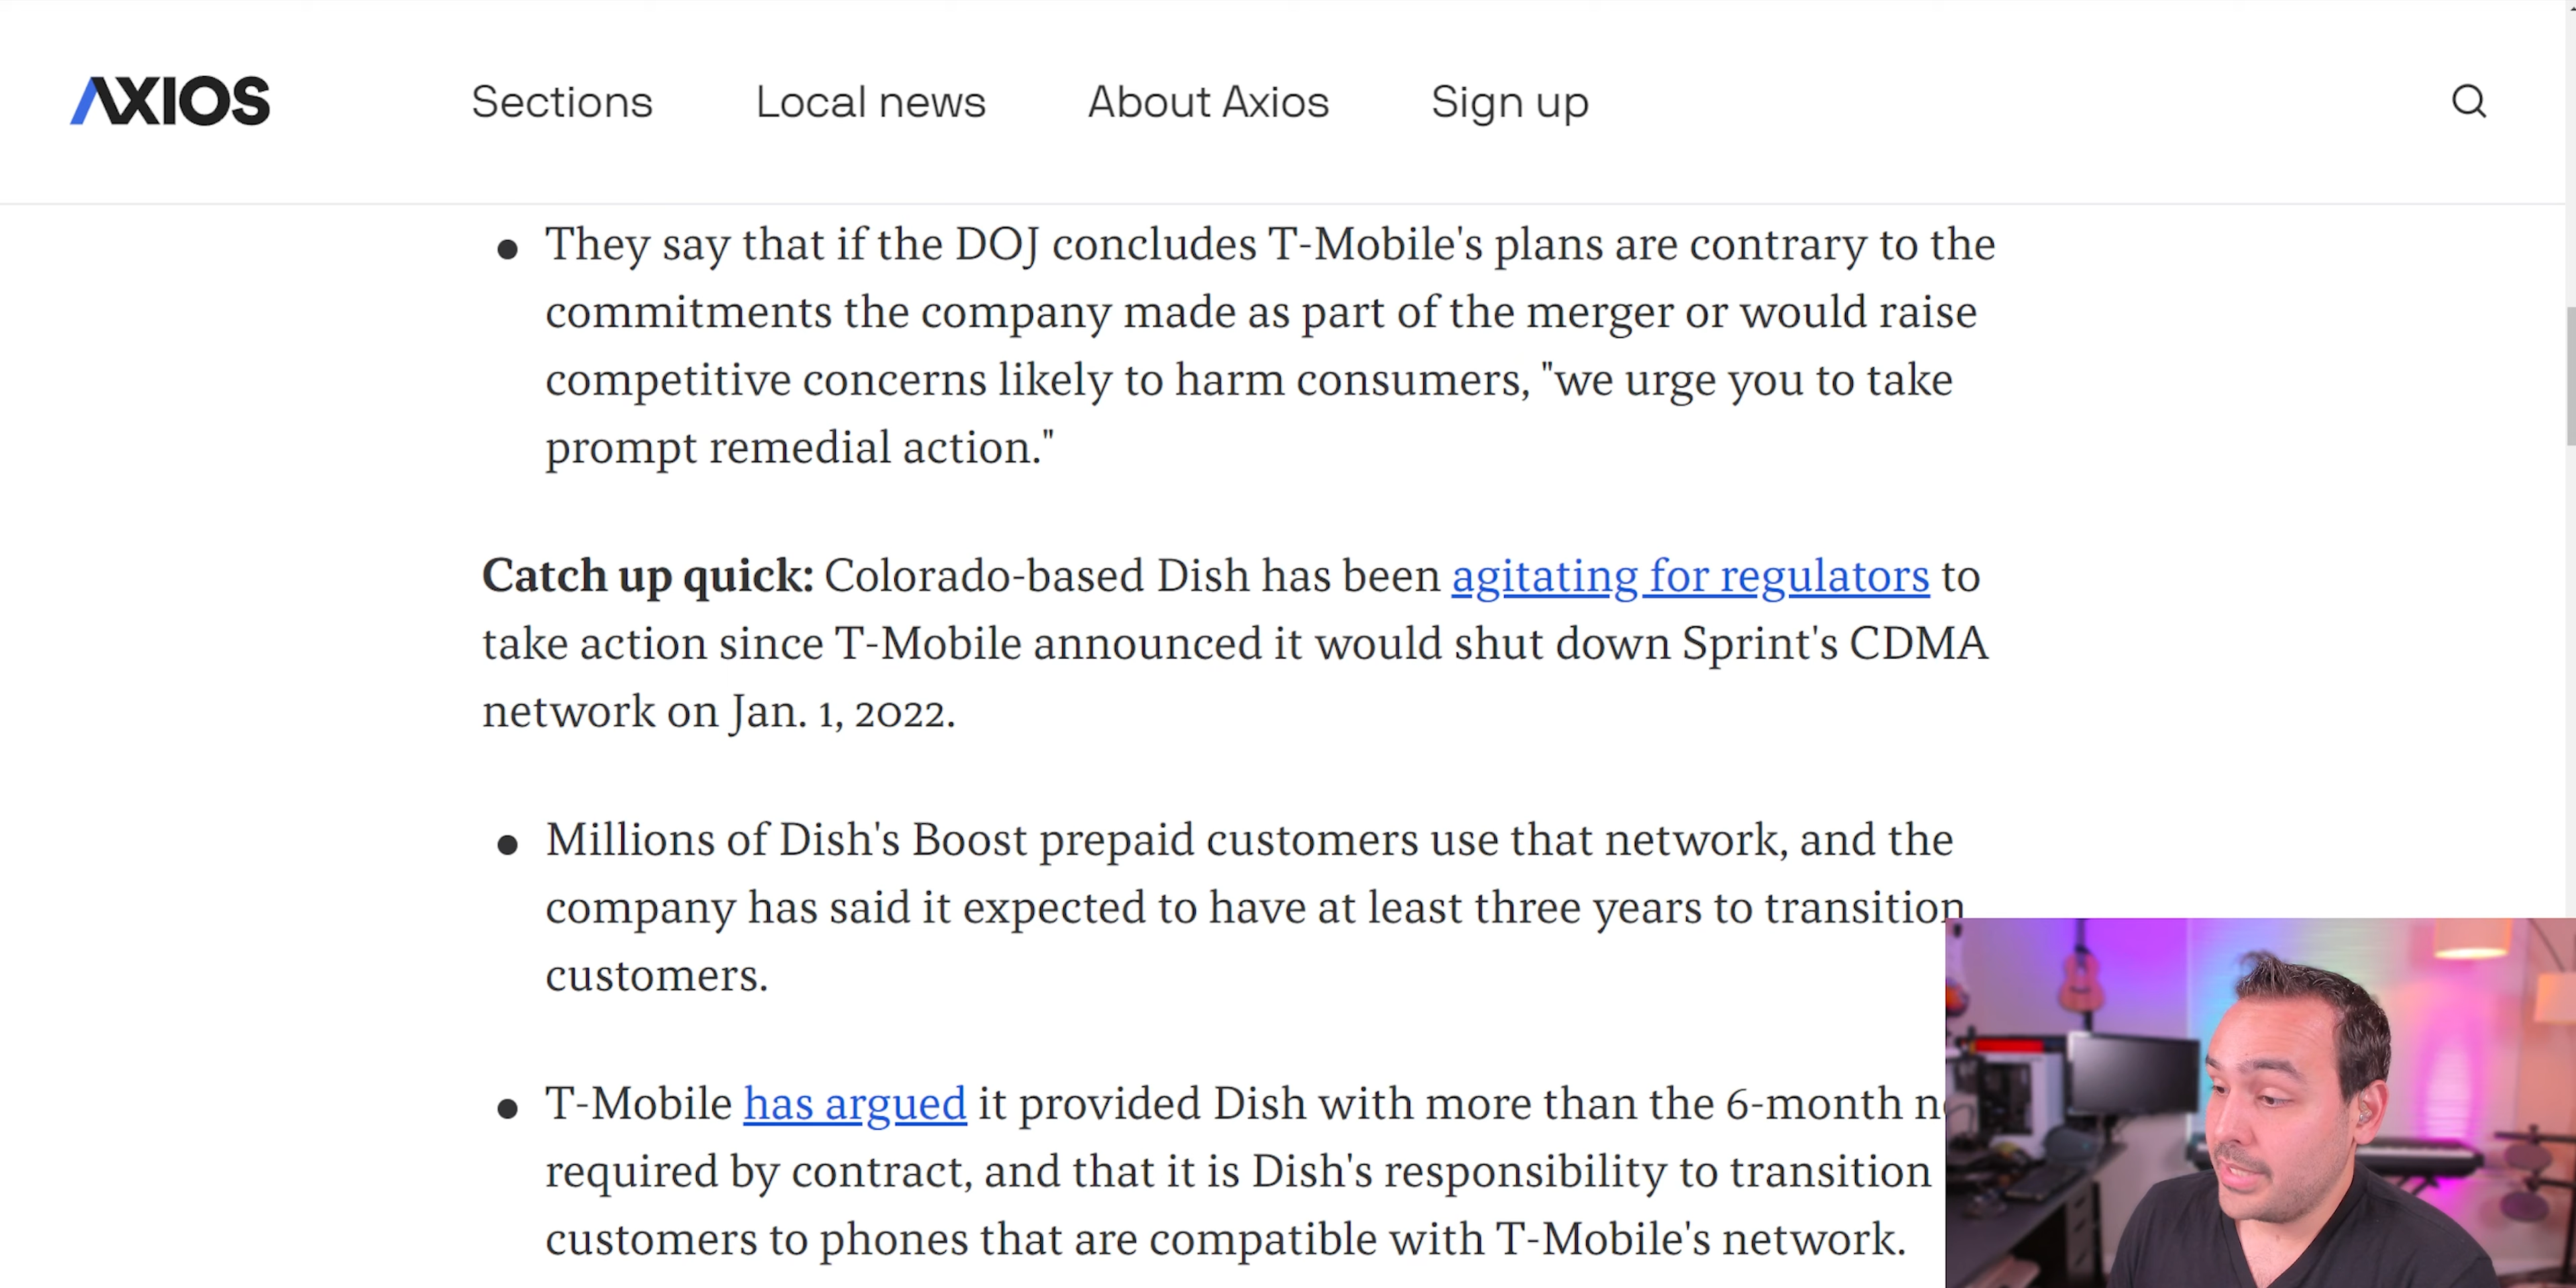 AXIOS Sections Local news About Axios Sign up
• They say that if the DOJ concludes T-Mobile's plans are contrary to the
commitments the company made as part of the merger or would raise
competitive concerns likely to harm consumers, "we urge you to take
prompt remedial action."
Catch up quick: Colorado-based Dish has been agitating for regulators to
take action since T-Mobile announced it would shut down Sprint's CDMA
network on Jan. 1, 2022.
• Millions of Dish's Boost prepaid customers use that network, and the
company has said it expected to have at least three years to transition
customers.
• T-Mobile has argued it provided Dish with more than the 6-month
required by contract, and that it is Dish's responsibility to transition
customers to phones that are compatible with T-Mobile's network.